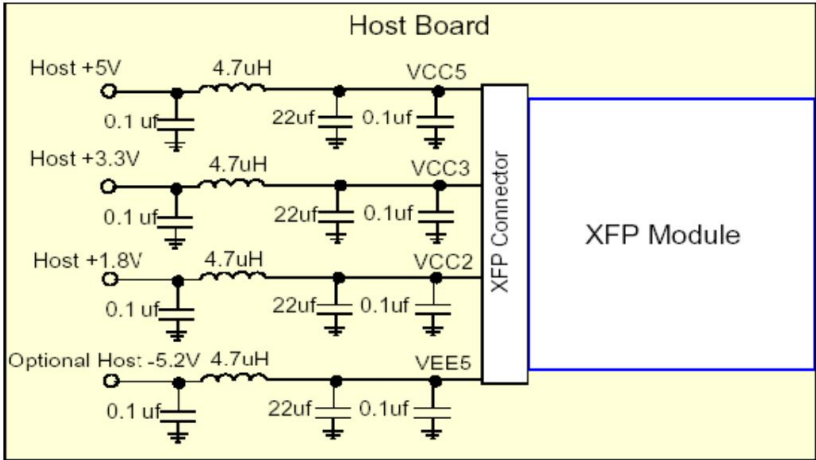 Host Board
Host +5V 4.7uH VCC5
0.1 uf 22uf 0.1uf
Host +3.3V 4.7uH VCC3
0.1 uf 22uf 0.1uf
Host +1.8V 4.7uH VCC2
0.1 uf 22uf 0.1uf
Optional Host -5.2V 4.7uH VEE5
0.1 uf 22uf 0.1uf
XFP Connector
XFP Module